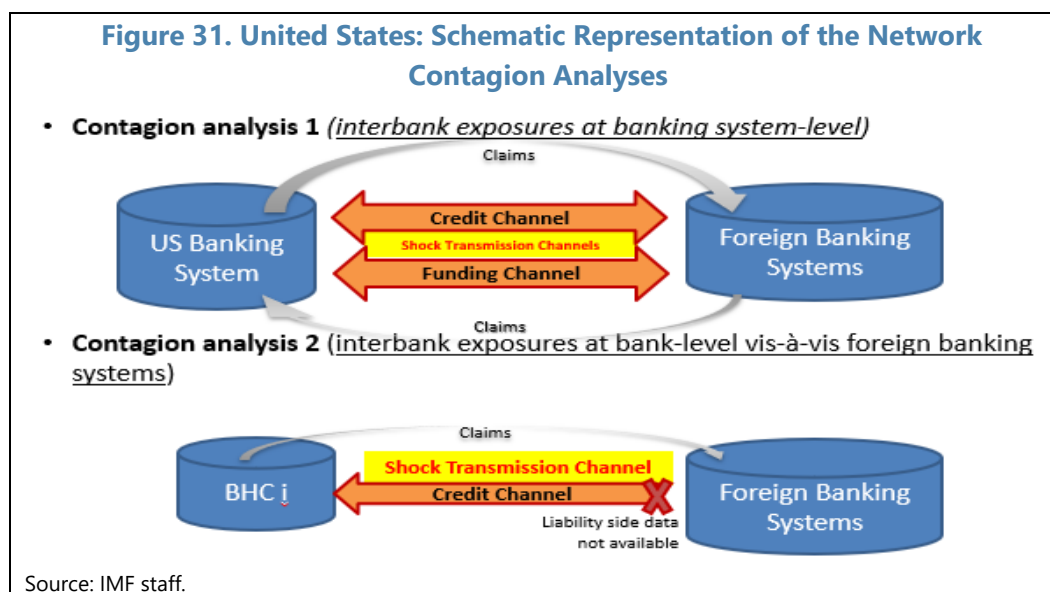 Figure 31. United States: Schematic Representation of the Network
Contagion Analyses
• Contagion analysis 1 (interbank exposures at banking system-level)
Claims
US Banking
System
Credit Channel
Shock Transmission Channels
Funding Channel
Foreign Banking
Systems
Claims
• Contagion analysis 2 (interbank exposures at bank-level vis-à-vis foreign banking
systems)
Claims
BHC i
Shock Transmission Channel
Credit Channel
Liability side data
not available
Foreign Banking
Systems
Source: IMF staff.